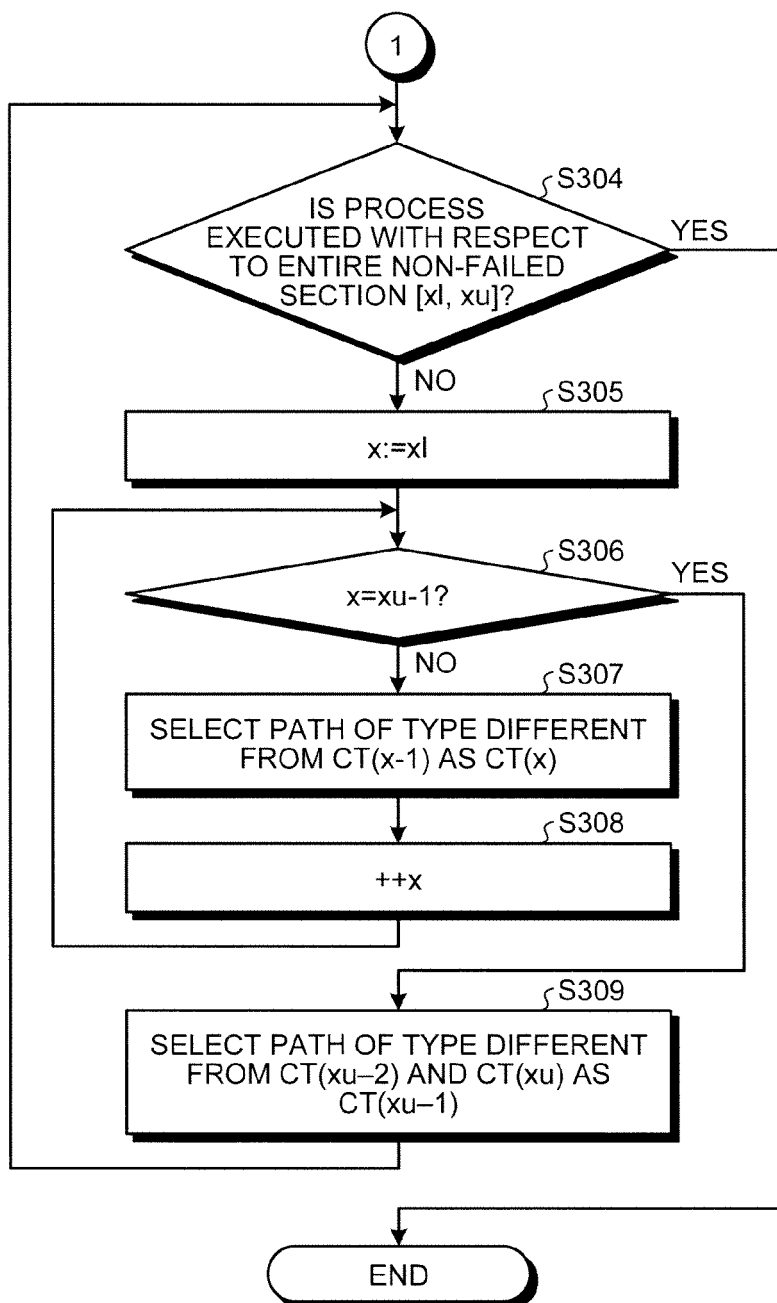 1
S304
IS PROCESS
EXECUTED WITH RESPECT
TO ENTIRE NON-FAILED
SECTION [xl, xu]?
YES
NO
S305
x:=xl
S306
x=xu-1?
YES
NO
S307
SELECT PATH OF TYPE DIFFERENT
FROM CT(x-1) AS CT(x)
S308
++x
S309
SELECT PATH OF TYPE DIFFERENT
FROM CT(xu–2) AND CT(xu) AS
CT(xu–1)
END